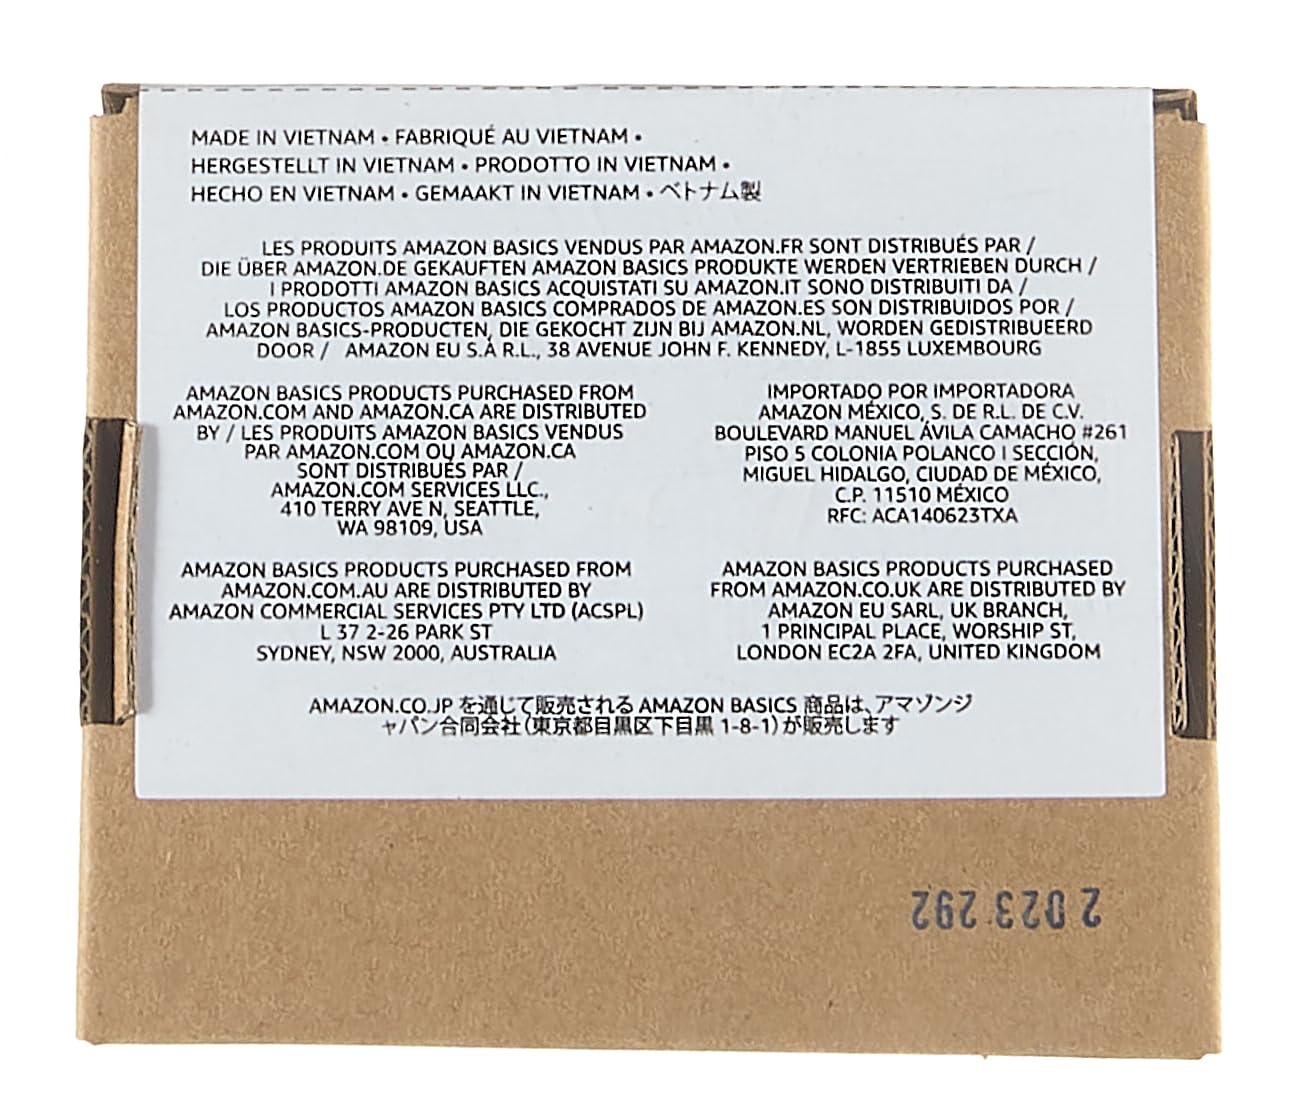 MADE IN VIETNAM • FABRIQUÉ AU VIETNAM •
HERGESTELLT IN VIETNAM • PRODOTTO IN VIETNAM •
HECHO EN VIETNAM • GEMAAKT IN VIETNAM • ベトナム製
LES PRODUITS AMAZON BASICS VENDUS PAR AMAZON.FR SONT DISTRIBUÉS PAR /
DIE ÜBER AMAZON.DE GEKAUFTEN AMAZON BASICS PRODUKTE WERDEN VERTRIEBEN DURCH /
I PRODOTTI AMAZON BASICS ACQUISTATI SU AMAZON.IT SONO DISTRIBUITI DA /
LOS PRODUCTOS AMAZON BASICS COMPRADOS DE AMAZON.ES SON DISTRIBUIDOS POR /
AMAZON BASICS-PRODUCTEN, DIE GEKOCHT ZIJN BIJ AMAZON.NL, WORDEN GEDISTRIBUEERD
DOOR / AMAZON EU S.À R.L., 38 AVENUE JOHN F. KENNEDY, L-1855 LUXEMBOURG
AMAZON BASICS PRODUCTS PURCHASED FROM
AMAZON.COM AND AMAZON.CA ARE DISTRIBUTED
BY / LES PRODUITS AMAZON BASICS VENDUS
PAR AMAZON.COM OU AMAZON.CA
SONT DISTRIBUÉS PAR /
AMAZON.COM SERVICES LLC.,
410 TERRY AVE N, SEATTLE,
WA 98109, USA
IMPORTADO POR IMPORTADORA
AMAZON MÉXICO, S. DE R.L. DE C.V.
BOULEVARD MANUEL ÁVILA CAMACHO #261
PISO 5 COLONIA POLANCO I SECCIÓN,
MIGUEL HIDALGO, CIUDAD DE MÉXICO,
C.P. 11510 MÉXICO
RFC: ACA140623TXA
AMAZON BASICS PRODUCTS PURCHASED FROM
AMAZON.COM.AU ARE DISTRIBUTED BY
AMAZON COMMERCIAL SERVICES PTY LTD (ACSPL)
L 37 2-26 PARK ST
SYDNEY, NSW 2000, AUSTRALIA
AMAZON BASICS PRODUCTS PURCHASED
FROM AMAZON.CO.UK ARE DISTRIBUTED BY
AMAZON EU SARL, UK BRANCH,
1 PRINCIPAL PLACE, WORSHIP ST,
LONDON EC2A 2FA, UNITED KINGDOM
AMAZON.CO.JP を通じて販売される AMAZON BASICS 商品は、アマゾンジ
ャパン合同会社（東京都目黒区下目黒 1-8-1）が販売します
2023 292